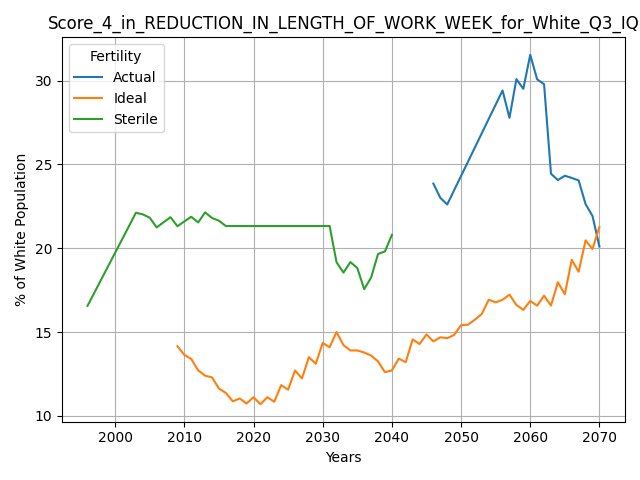 Score_4_in_REDUCTION_IN_LENGTH_OF_WORK_WEEK_for_White_Q3_IQ
Fertility
Actual
Ideal
Sterile
% of White Population
30
25
20
15
10
2000 2010 2020 2030 2040 2050 2060 2070
Years